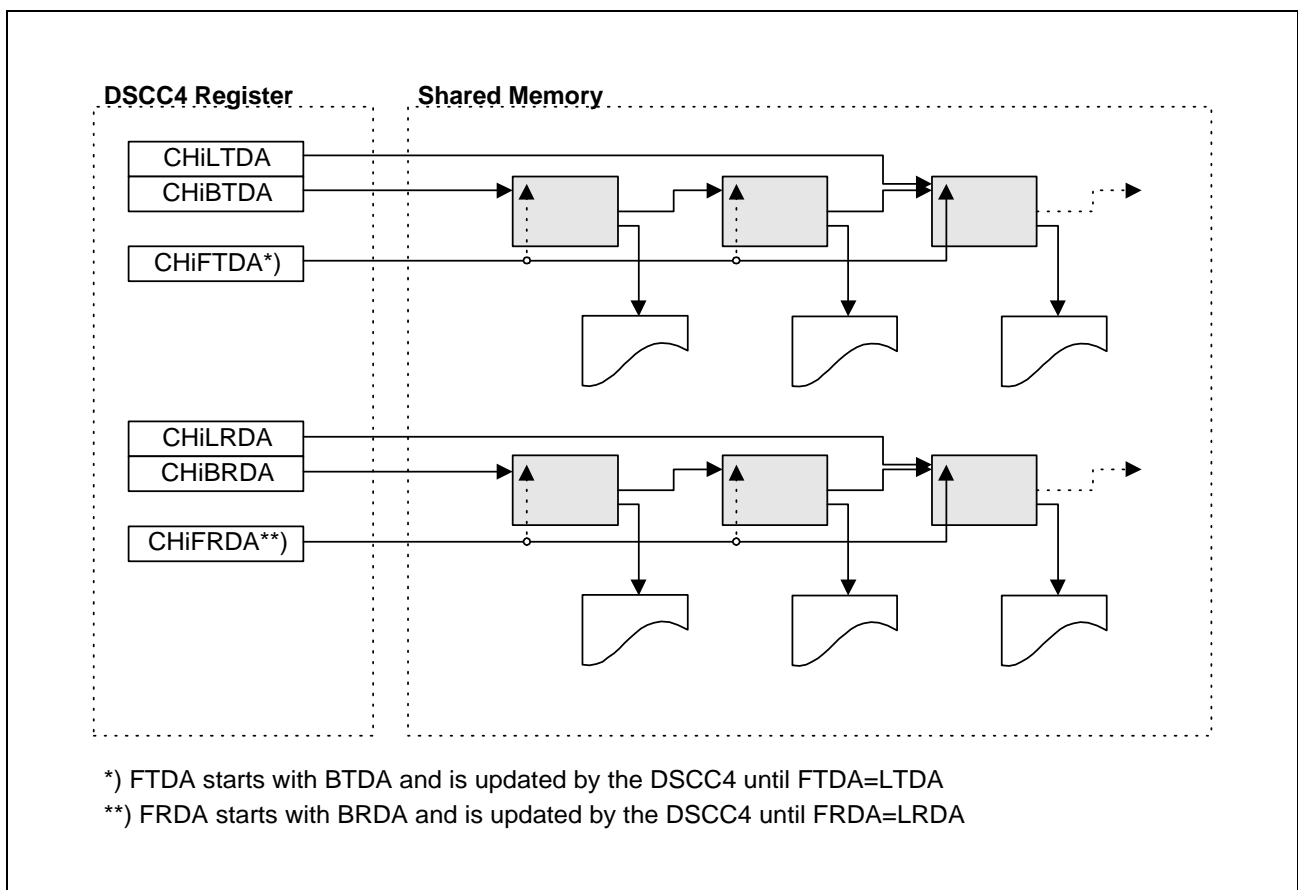 DSCC4 Register
Shared Memory
CHiLTDA
CHiBTDA
CHiFTDA*)
CHiLRDA
CHiBRDA
CHiFRDA**)
*) FTDA starts with BTDA and is updated by the DSCC4 until FTDA=LTDA
**) FRDA starts with BRDA and is updated by the DSCC4 until FRDA=LRDA